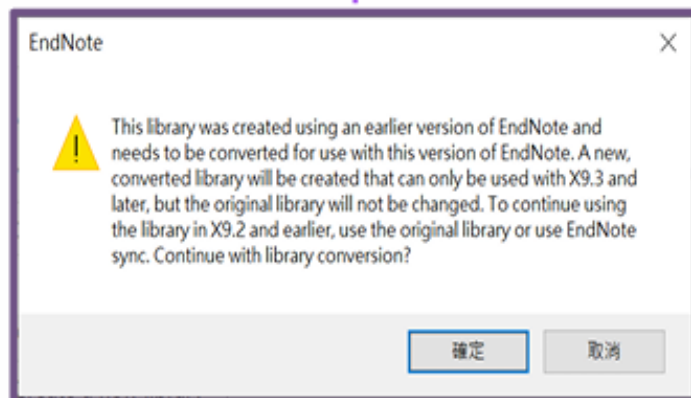 EndNote
This library was created using an earlier version of EndNote and
needs to be converted for use with this version of EndNote. A new,
converted library will be created that can only be used with X9.3 and
later, but the original library will not be changed. To continue using
the library in X9.2 and earlier, use the original library or use EndNote
sync. Continue with library conversion?
確定
取消